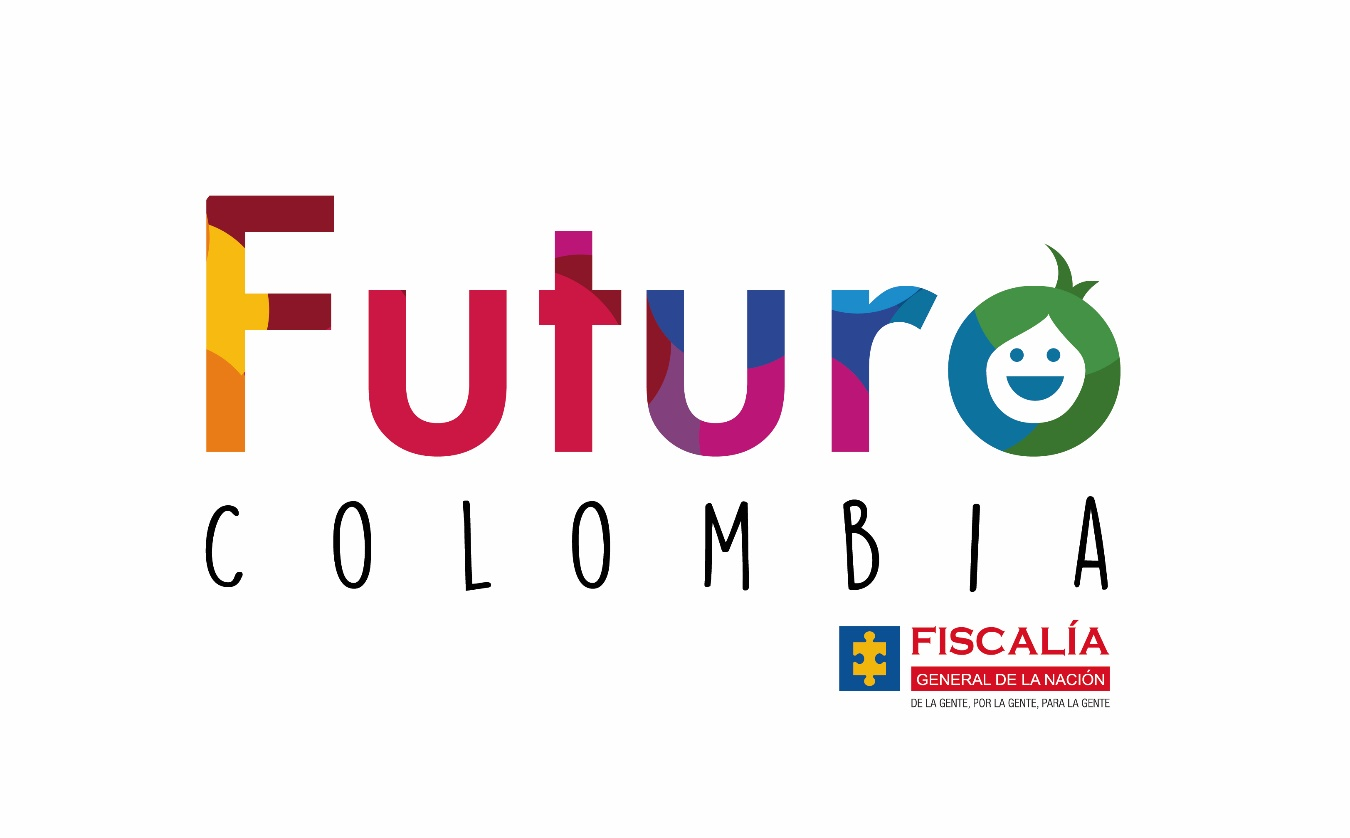 Futuro
COLOMBIA
FISCALÍA
GENERAL DE LA NACIÓN
DE LA GENTE, POR LA GENTE, PARA LA GENTE